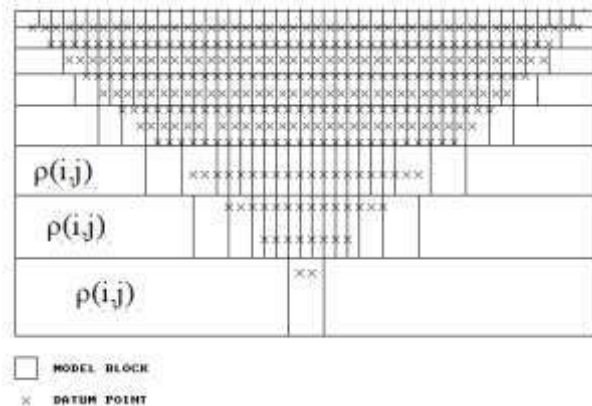 ρ(i,j)
ρ(i,j)
ρ(i,j)
MODEL BLOCK
DATUM POINT